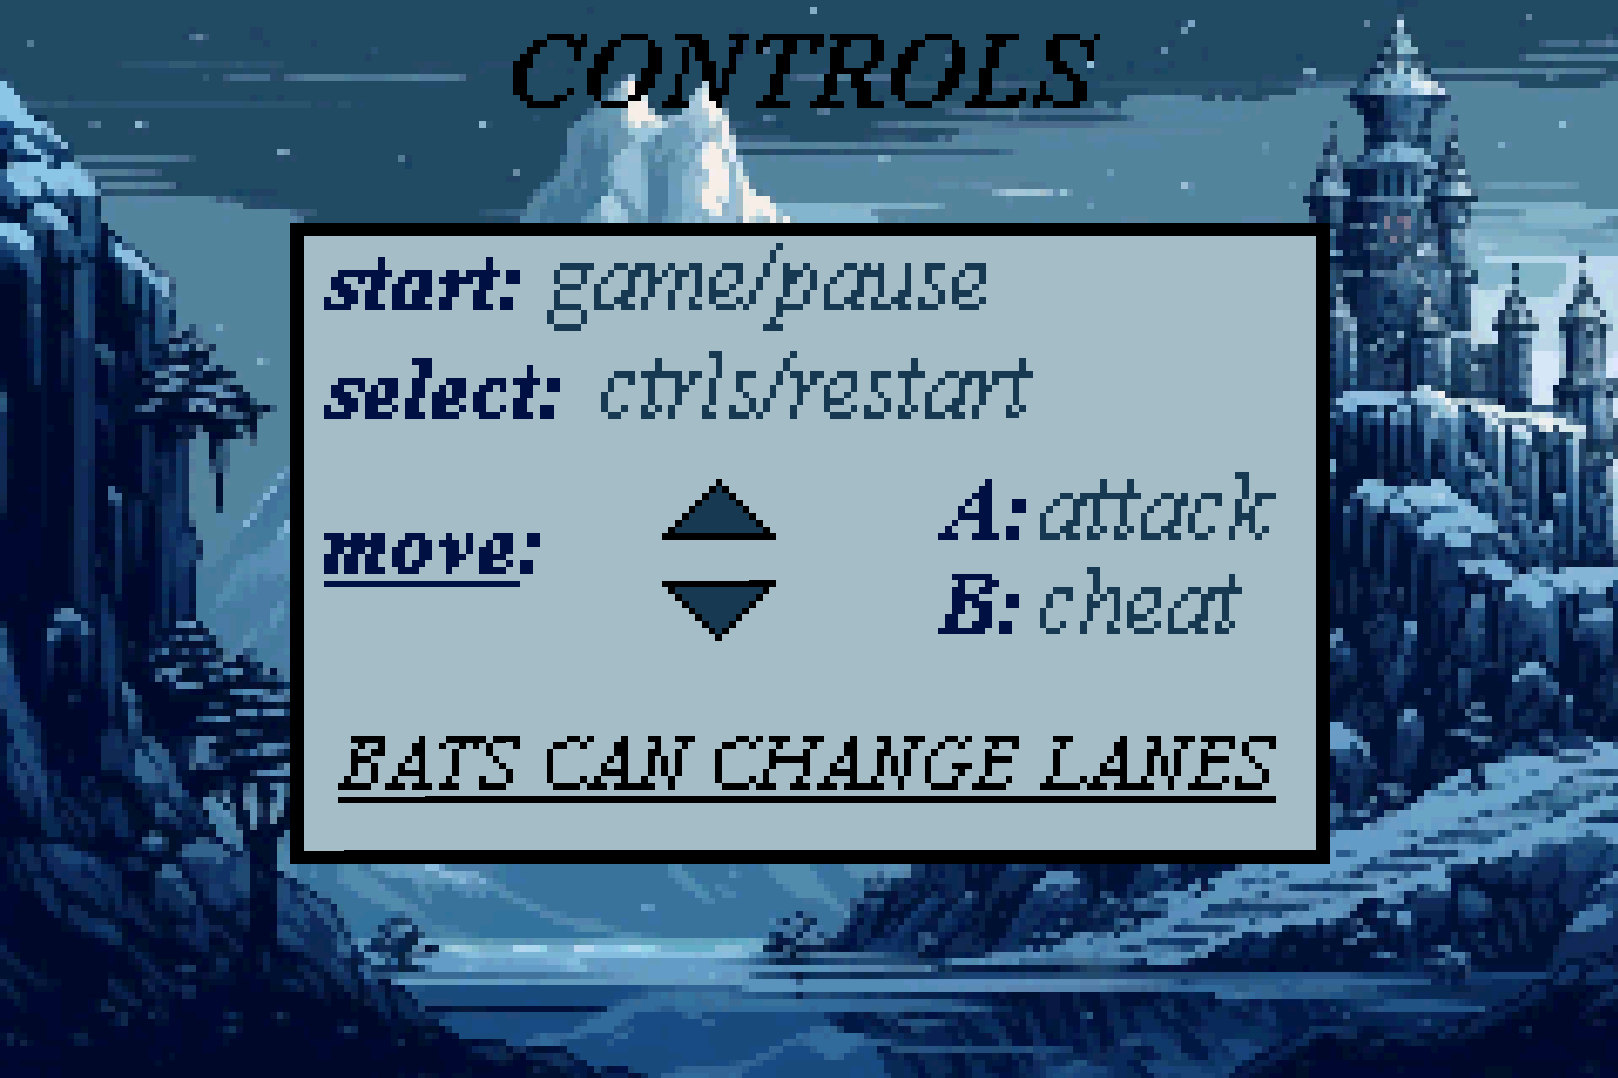 CONTROLS
start: game/pause
select: ctrls/restart
move:
A: attack
B: cheat
BATS CAN CHANGE LANES